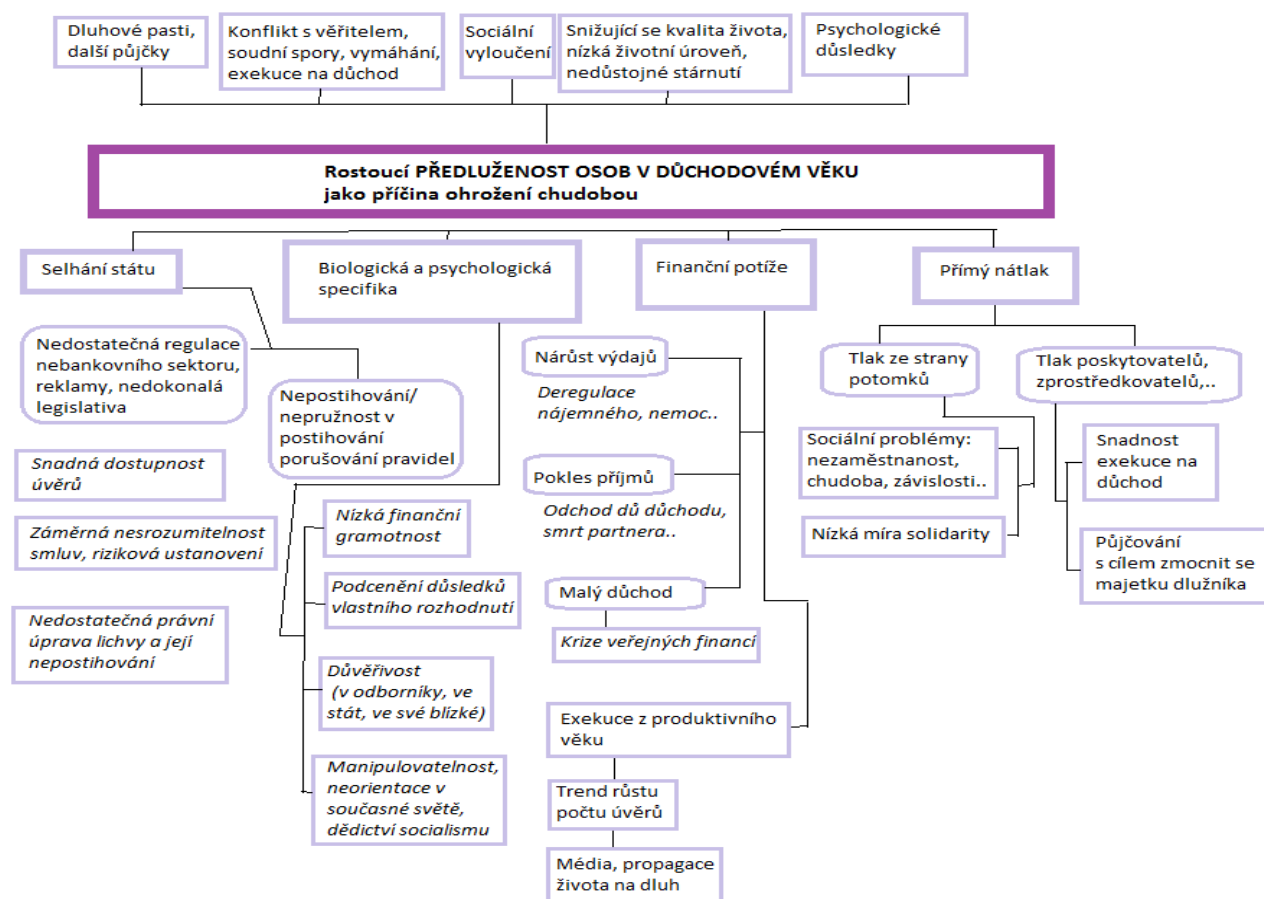 Dluhové pasti,
další půjčky
Konflikt s věřitelem,
soudní spory, vymáhání,
exekuce na důchod
Sociální
vyloučení
Snižující se kvalita života,
nízká životní úroveň,
nedůstojné stárnutí
Psychologické
důsledky
Rostoucí PŘEDLUŽENOST OSOB V DŮCHODOVÉM VĚKU
jako příčina ohrožení chudobou
Selhání státu
Biologická a psychologická
specifika
Finanční potíže
Přímý nátlak
Nedostatečná regulace
nebankovního sektoru,
reklamy, nedokonalá
legislativa
Nepostihování/
nepružnost v
postihování
porušování pravidel
Snadná dostupnost
úvěrů
Záměrná nesrozumitelnost
smluv, riziková ustanovení
Nedostatečná právní
úprava lichvy a její
nepostihování
Nízká finanční
gramotnost
Podcenění důsledků
vlastního rozhodnutí
Důvěřivost
(v odborníky, ve
stát, ve své blízké)
Manipulovatelnost,
neorientace v
současné světě,
dědictví socialismu
Nárůst výdajů
Deregulace
nájemného, nemoc..
Pokles příjmů
Odchod dů důchodu,
smrt partnera..
Malý důchod
Krize veřejných financí
Exekuce z produktivního
věku
Trend růstu
počtu úvěrů
Média, propagace
života na dluh
Tlak ze strany
potomků
Sociální problémy:
nezaměstnanost,
chudoba, závislosti..
Nízká míra solidarity
Tlak poskytovatelů,
zprostředkovatelů,..
Snadnost
exekuce na
důchod
Půjčování
s cílem zmocnit se
majetku dlužníka